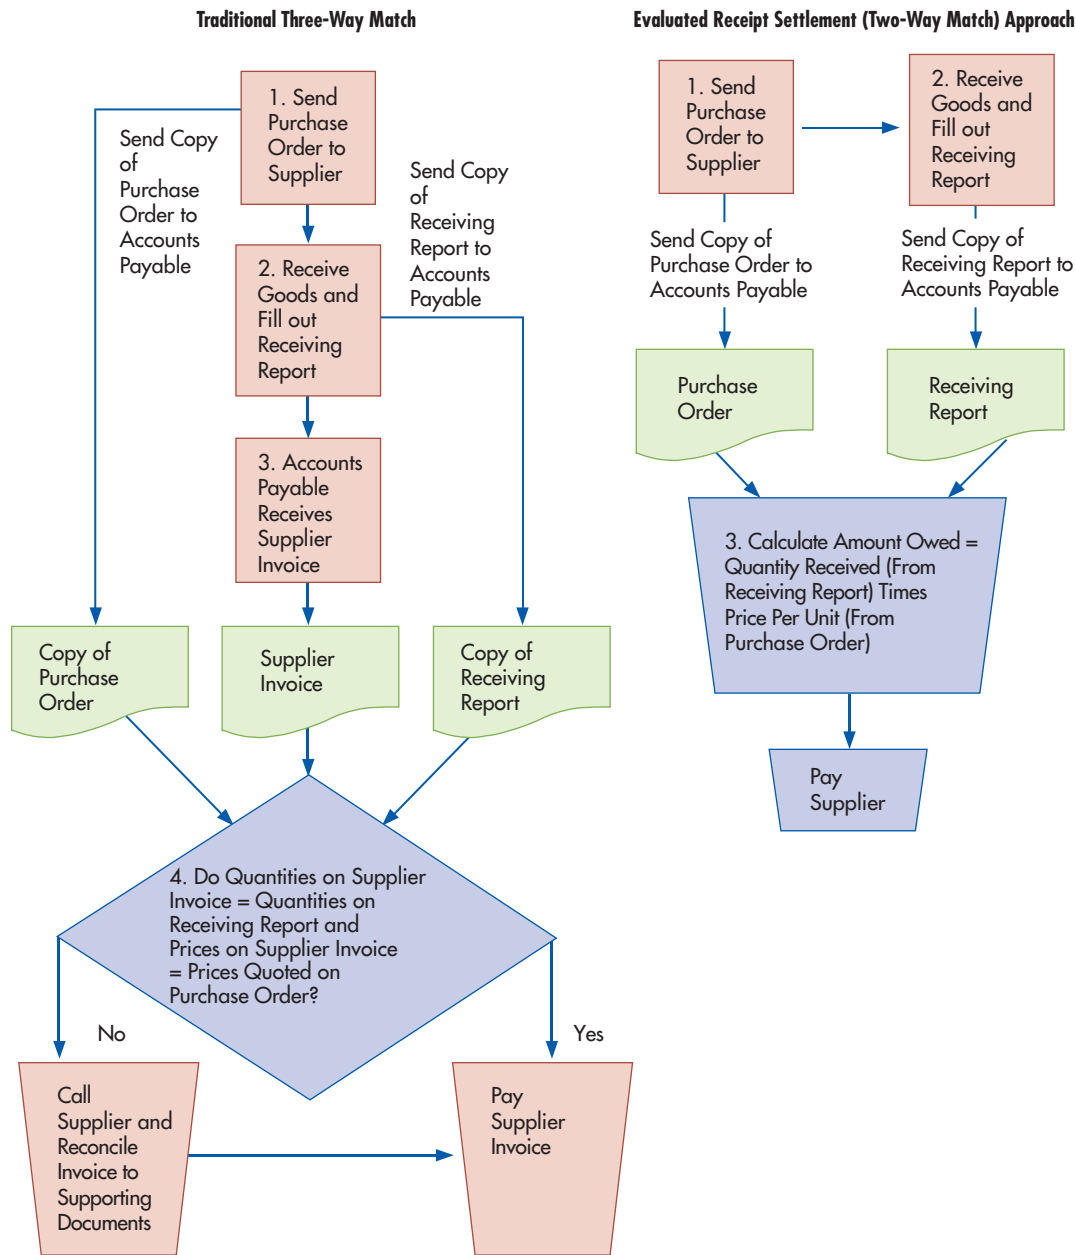 Traditional Three-Way Match
1. Send
Purchase
Order to
Supplier
Send Copy
of
Purchase
Order to
Accounts
Payable
Send Copy
of
Receiving
Report to
Accounts
Payable
2. Receive
Goods and
Fill out
Receiving
Report
3. Accounts
Payable
Receives
Supplier
Invoice
Copy of
Purchase
Order
Supplier
Invoice
Copy of
Receiving
Report
4. Do Quantities on Supplier
Invoice = Quantities on
Receiving Report and
Prices on Supplier Invoice
= Prices Quoted on
Purchase Order?
No
Yes
Call
Supplier and
Reconcile
Invoice to
Supporting
Documents
Pay
Supplier
Invoice
Evaluated Receipt Settlement (Two-Way Match) Approach
1. Send
Purchase
Order to
Supplier
2. Receive
Goods and
Fill out
Receiving
Report
Send Copy of
Purchase Order to
Accounts Payable
Send Copy of
Receiving Report to
Accounts Payable
Purchase
Order
Receiving
Report
3. Calculate Amount Owed =
Quantity Received (From
Receiving Report) Times
Price Per Unit (From
Purchase Order)
Pay
Supplier